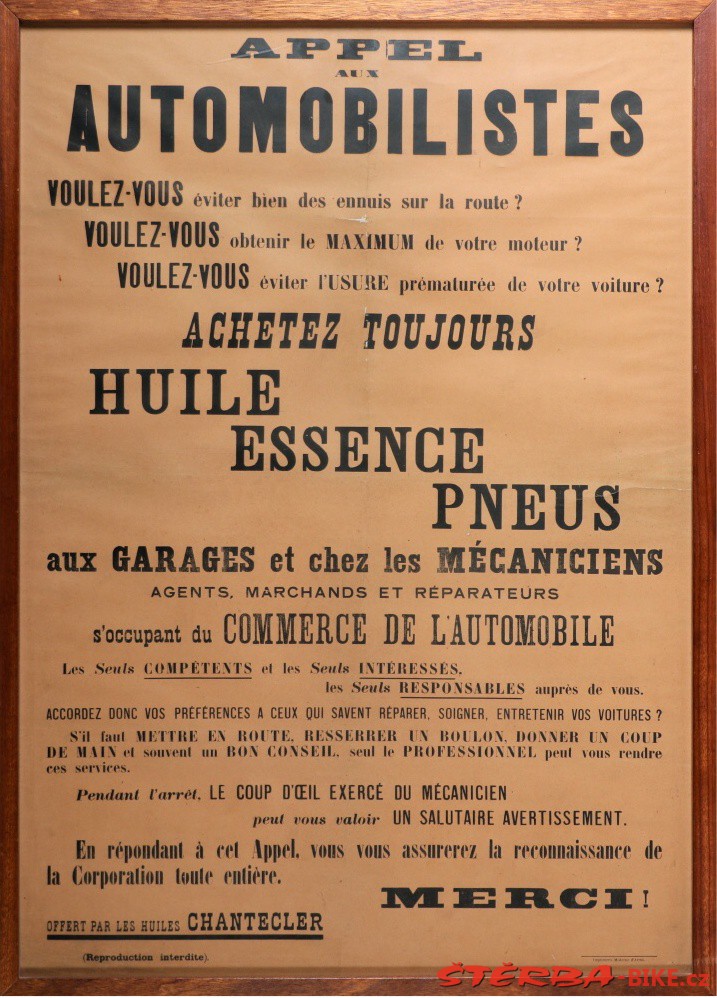 APPEL
AUX
AUTOMOBILISTES
VOULEZ-VOUS éviter bien des ennuis sur la route ?
VOULEZ-VOUS obtenir le MAXIMUM de votre moteur ?
VOULEZ-VOUS éviter l'USURE prématurée de votre voiture ?
ACHETEZ TOUJOURS
HUILE
ESSENCE
PNEUS
aux GARAGES et chez les MÉCANICIENS
AGENTS, MARCHANDS ET RÉPARATEURS
s'occupant du COMMERCE DE L'AUTOMOBILE
Les Seuls COMPÉTENTS et les Seuls INTÉRESSÉS,
les Seuls RESPONSABLES auprès de vous.
ACCORDEZ DONC VOS PRÉFÉRENCES A CEUX QUI SAVENT RÉPARER, SOIGNER, ENTRETENIR VOS VOITURES ?
S'il faut METTRE EN ROUTE, RESSERRER UN BOULON, DONNER UN COUP
DE MAIN et souvent un BON CONSEIL, seul le PROFESSIONNEL peut vous rendre
ces services.
Pendant l'arrêt, LE COUP D'ŒIL EXERCÉ DU MÉCANICIEN
peut vous valoir UN SALUTAIRE AVERTISSEMENT.
En répondant à cet Appel, vous vous assurerez la reconnaissance de
la Corporation toute entière.
MERCI !
OFFERT PAR LES HUILES CHANTECLER
(Reproduction interdite).
ŠTĚRBA-BIKE.cz